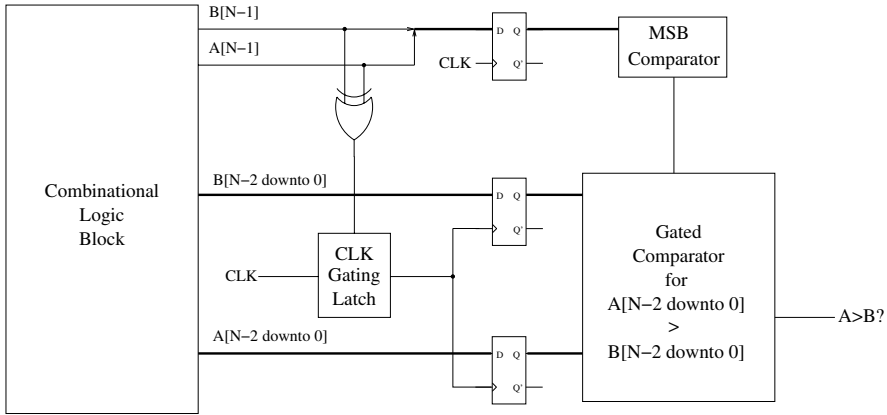 B[N−1]
A[N−1]
D Q
CLK
Q'
MSB
Comparator
Combinational
Logic
Block
B[N−2 downto 0]
D Q
Q'
CLK
CLK
Gating
Latch
A[N−2 downto 0]
D Q
Q'
Gated
Comparator
for
A[N−2 downto 0]
>
B[N−2 downto 0]
A>B?